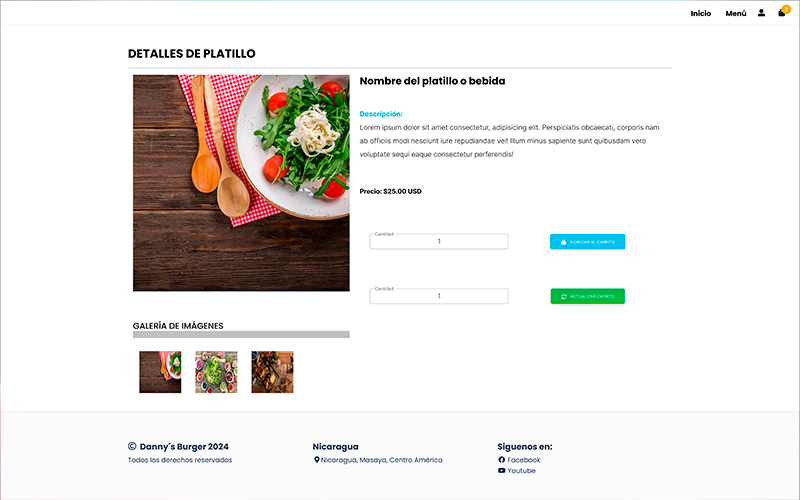 Inicio Menú 2
DETALLES DE PLATILLO
Nombre del platillo o bebida
Descripción:
Lorem ipsum dolor sit amet consectetur, adipisicing elit. Perspiciatis obcaecati, corporis nam
ab officiis modi nesciunt iure repudiandae vel! Illum minus sapiente sunt quibusdam vero
voluptate sequi eaque consectetur perferendis!
Precio: $25.00 USD
Cantidad
1
AGREGAR AL CARRITO
Cantidad
1
ACTUALIZAR CARRITO
GALERÍA DE IMÁGENES
© Danny´s Burger 2024
Todos los derechos reservados
Nicaragua
Nicaragua, Masaya, Centro América
Siguenos en:
Facebook
Youtube